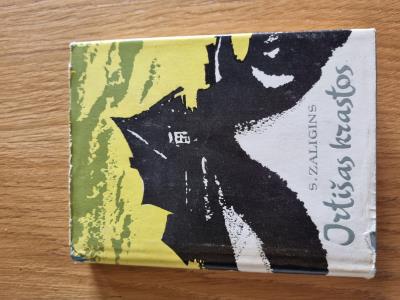 S. ZALIGINS
Irtišas krastos